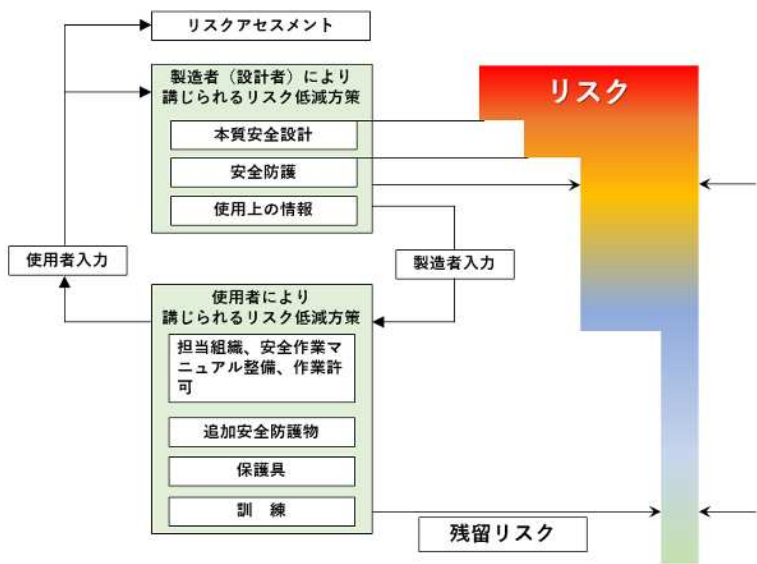 リスクアセスメント
製造者（設計者）により
講じられるリスク低減方策
本質安全設計
安全防護
使用上の情報
リスク
使用者入力
製造者入力
使用者により
講じられるリスク低減方策
担当組織、安全作業マ
ニュアル整備、作業許
可
追加安全防護物
保護具
訓　練
残留リスク